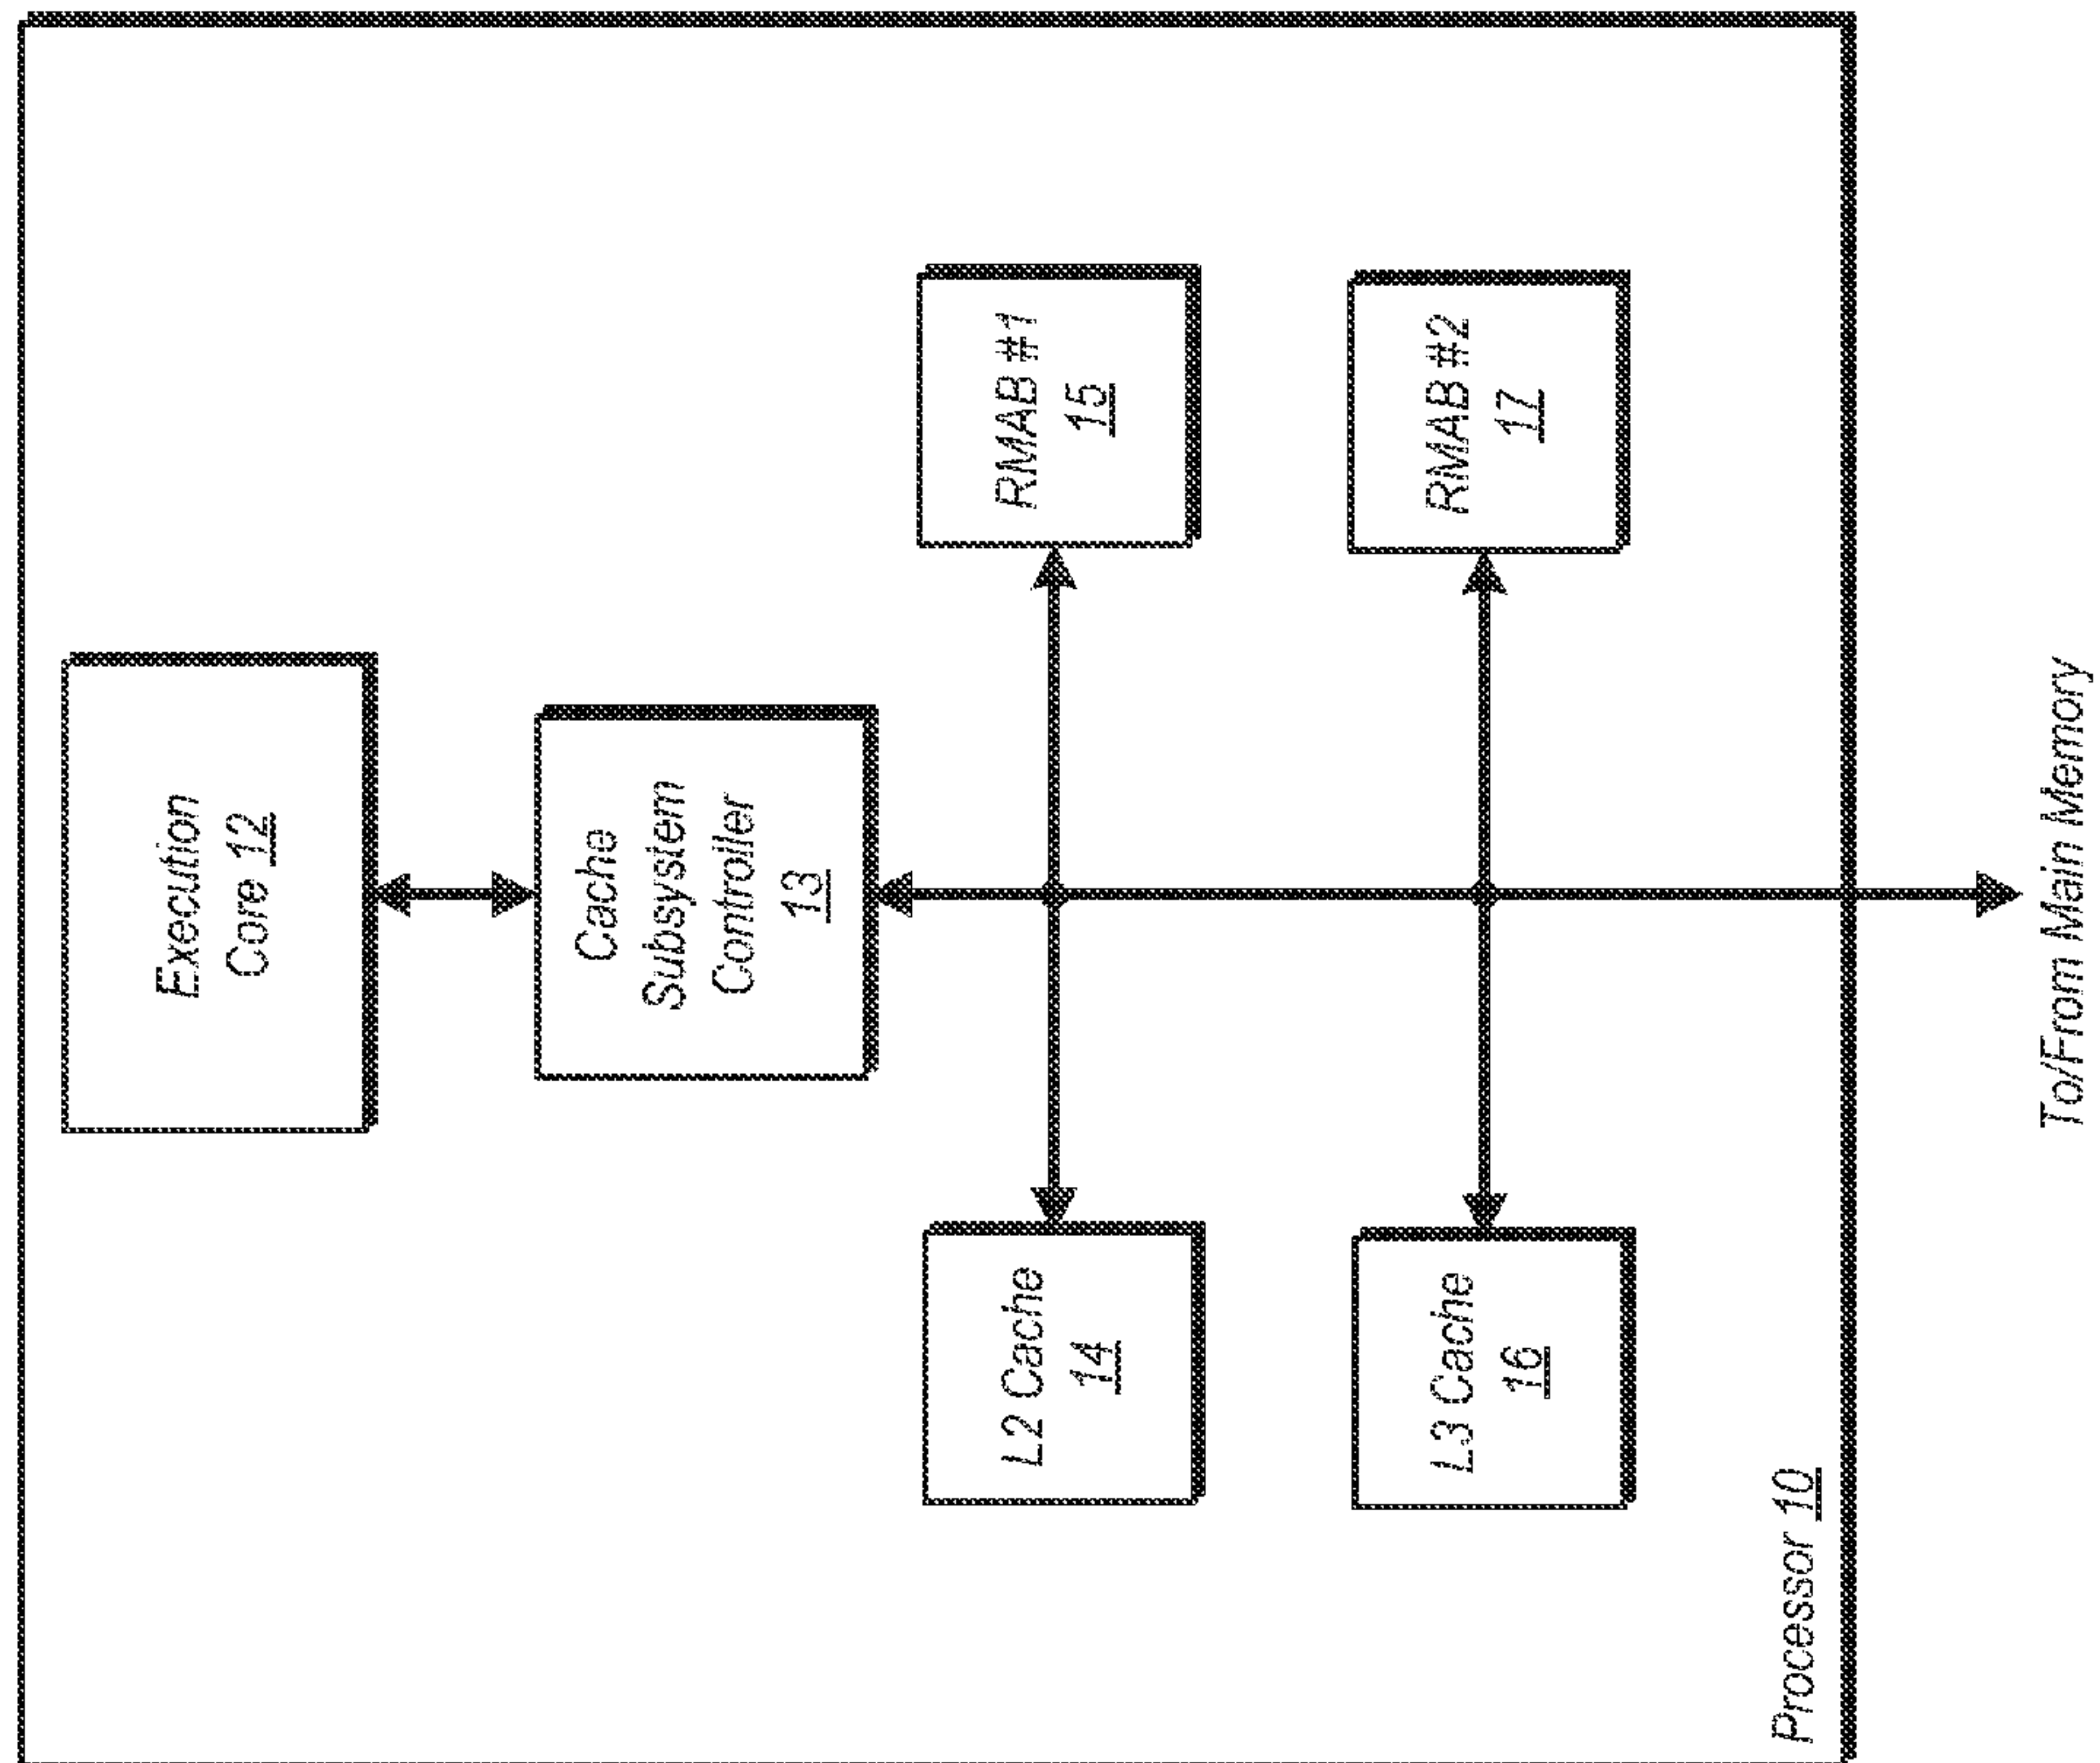 Execution
Core 12
Cache
Subsystem
Controller
13
L2 Cache
14
RMAB #1
15
L3 Cache
16
RMAB #2
17
Processor 10
To/From Main Memory